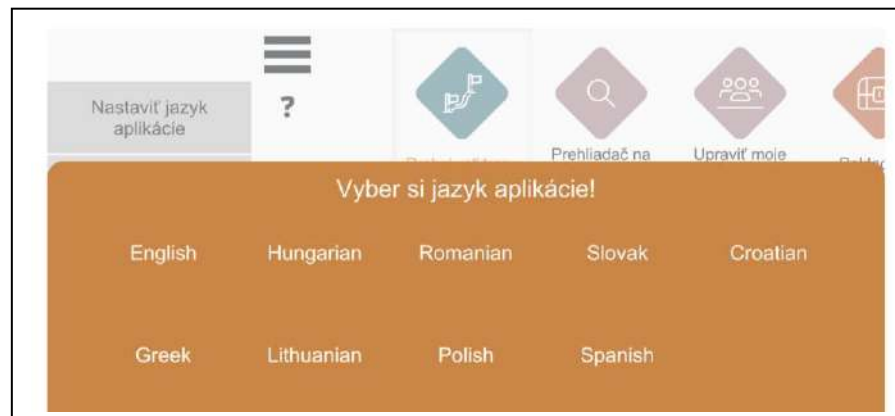 Nastaviť jazyk
aplikácie
?
Prehliadač na
Upraviť moje
Vyber si jazyk aplikácie!
English Hungarian Romanian Slovak Croatian
Greek Lithuanian Polish Spanish